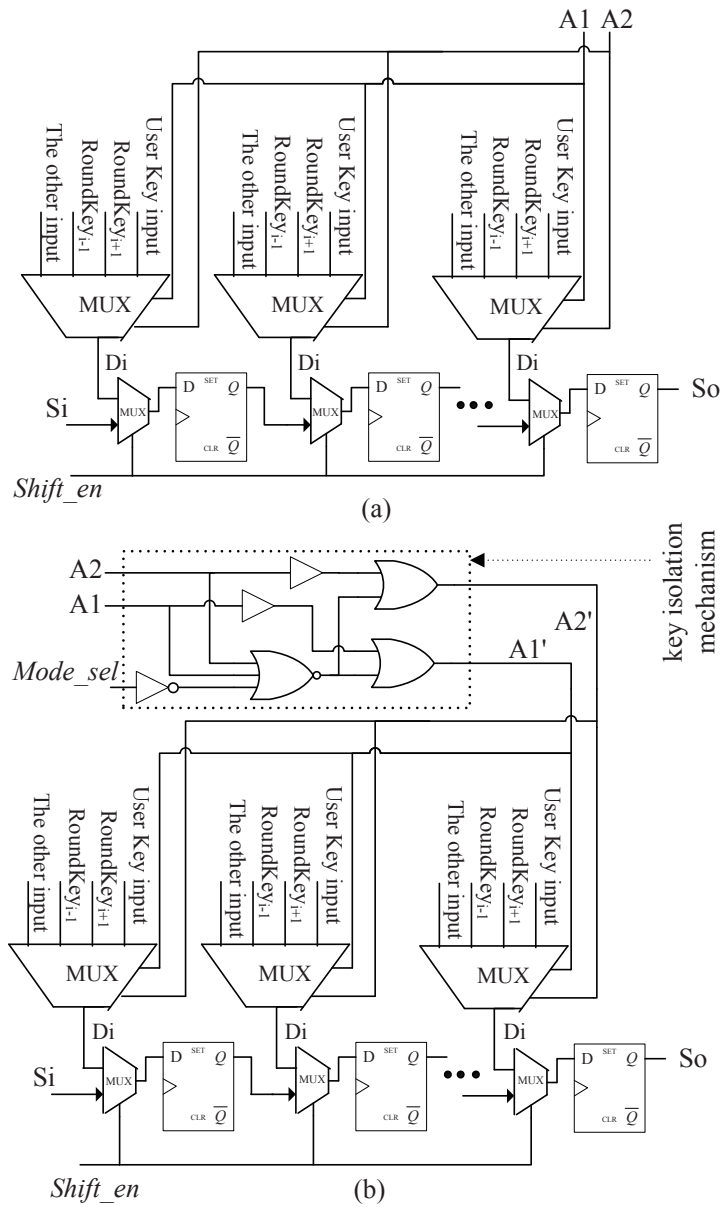 A1 A2
The other input
RoundKeyi-1
RoundKeyi+1
User Key input
The other input
RoundKeyi-1
RoundKeyi+1
User Key input
The other input
RoundKeyi-1
RoundKeyi+1
User Key input
MUX
MUX
MUX
Di
Di
Di
Si
MUX
D SET Q
CLR Q
MUX
D SET Q
CLR Q
•••
MUX
D SET Q
CLR Q
So
Shift_en
(a)
A2
A1
Mode_sel
key isolation
mechanism
A2'
A1'
The other input
RoundKeyi-1
RoundKeyi+1
User Key input
The other input
RoundKeyi-1
RoundKeyi+1
User Key input
The other input
RoundKeyi-1
RoundKeyi+1
User Key input
MUX
MUX
MUX
Di
Di
Di
Si
MUX
D SET Q
CLR Q
MUX
D SET Q
CLR Q
•••
MUX
D SET Q
CLR Q
So
Shift_en
(b)